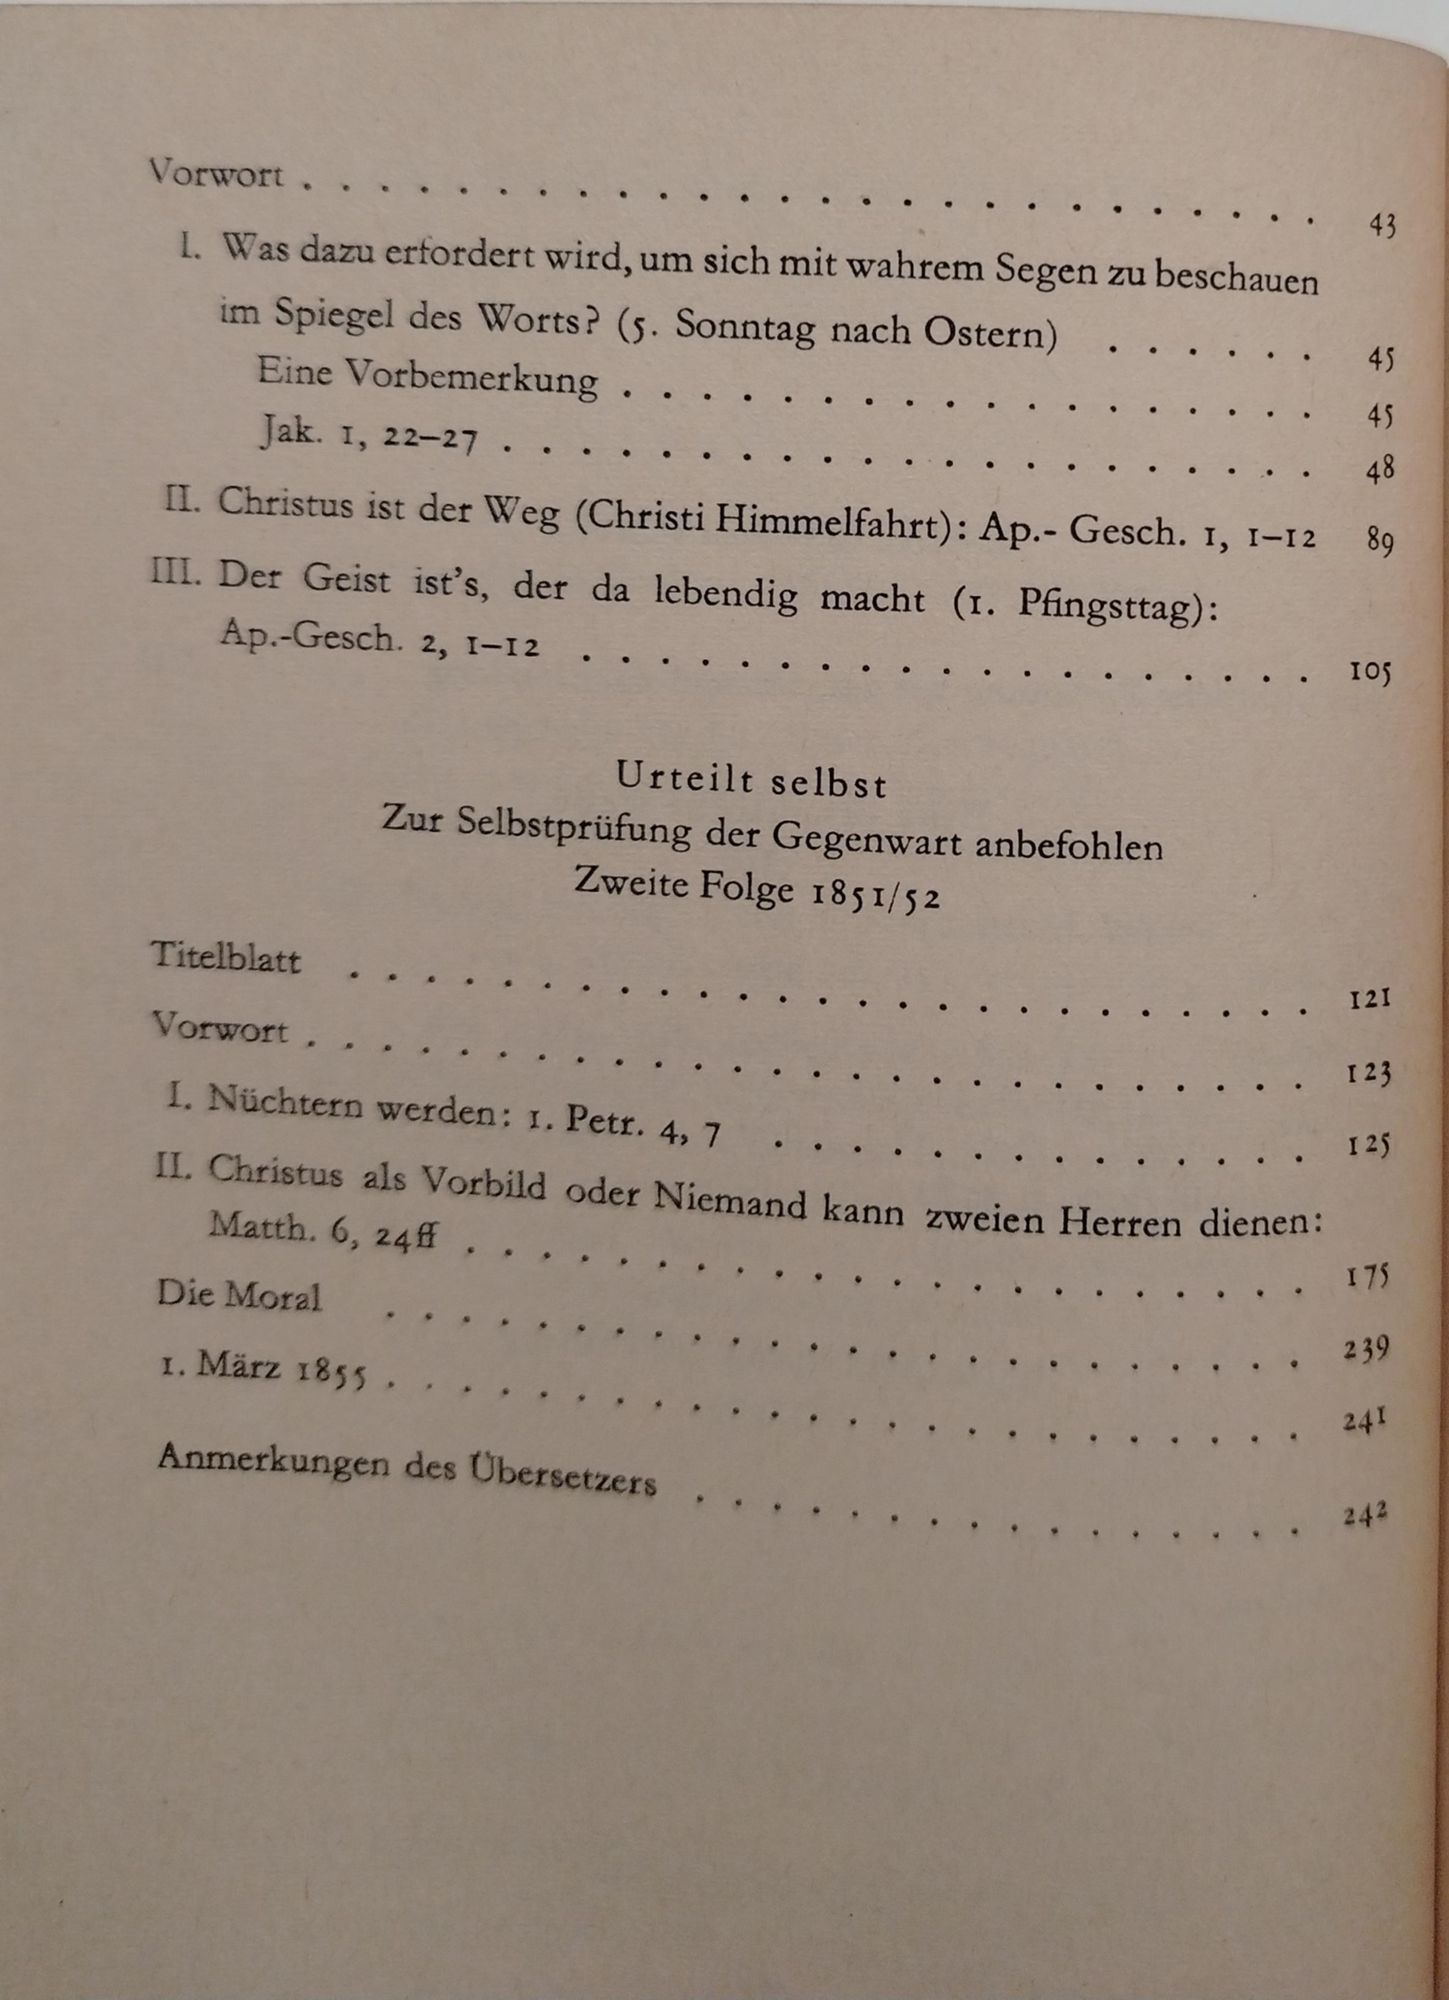 Vorwort . . . . . . . . . . . . . . . . . . . . . . . . . . 43
I. Was dazu erfordert wird, um sich mit wahrem Segen zu beschauen
im Spiegel des Worts? (5. Sonntag nach Ostern) . . . . . . 45
Eine Vorbemerkung . . . . . . . . . . . . . . . . . . 45
Jak. 1, 22–27 . . . . . . . . . . . . . . . . . . . . . 48
II. Christus ist der Weg (Christi Himmelfahrt): Ap.- Gesch. 1, 1–12 89
III. Der Geist ist's, der da lebendig macht (1. Pfingsttag):
Ap.-Gesch. 2, 1–12 . . . . . . . . . . . . . . . . . . . 105
Urteilt selbst
Zur Selbstprüfung der Gegenwart anbefohlen
Zweite Folge 1851/52
Titelblatt . . . . . . . . . . . . . . . . . . . . . . . . . 121
Vorwort . . . . . . . . . . . . . . . . . . . . . . . . . . 123
I. Nüchtern werden: 1. Petr. 4, 7 . . . . . . . . . . . . . . 125
II. Christus als Vorbild oder Niemand kann zweien Herren dienen:
Matth. 6, 24ff . . . . . . . . . . . . . . . . . . . . . . 175
Die Moral . . . . . . . . . . . . . . . . . . . . . . . . 239
1. März 1855 . . . . . . . . . . . . . . . . . . . . . . . . 241
Anmerkungen des Übersetzers . . . . . . . . . . . . . . . . 242